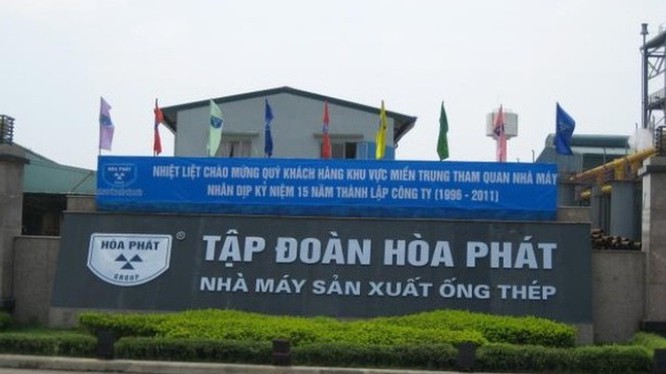 HÒA PHÁT
NHIỆT LIỆT CHÀO MỪNG QUÝ KHÁCH HÀNG KHU VỰC MIỀN TRUNG THAM QUAN NHÀ MÁY
NHÂN DỊP KỶ NIỆM 15 NĂM THÀNH LẬP CÔNG TY (1996 - 2011)
HÒA PHÁT
GROUP
®
TẬP ĐOÀN HÒA PHÁT
NHÀ MÁY SẢN XUẤT ỐNG THÉP